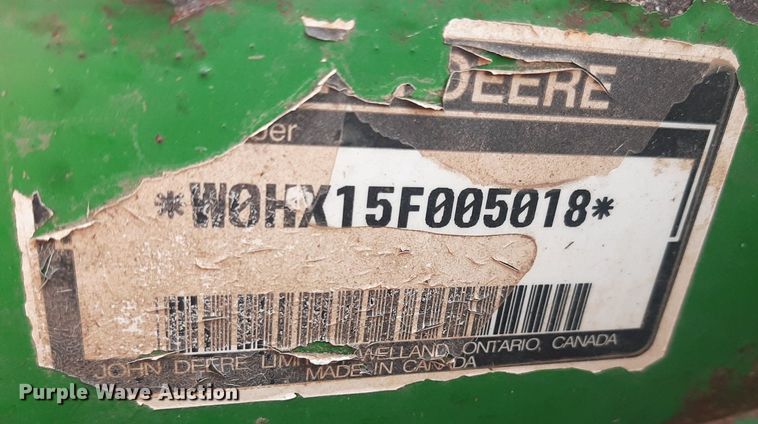 DEERE
ber
*W0HX15F005018*
JOHN DEERE LIM WELLAND, ONTARIO, CANADA
MADE IN CANADA
Purple Wave Auction